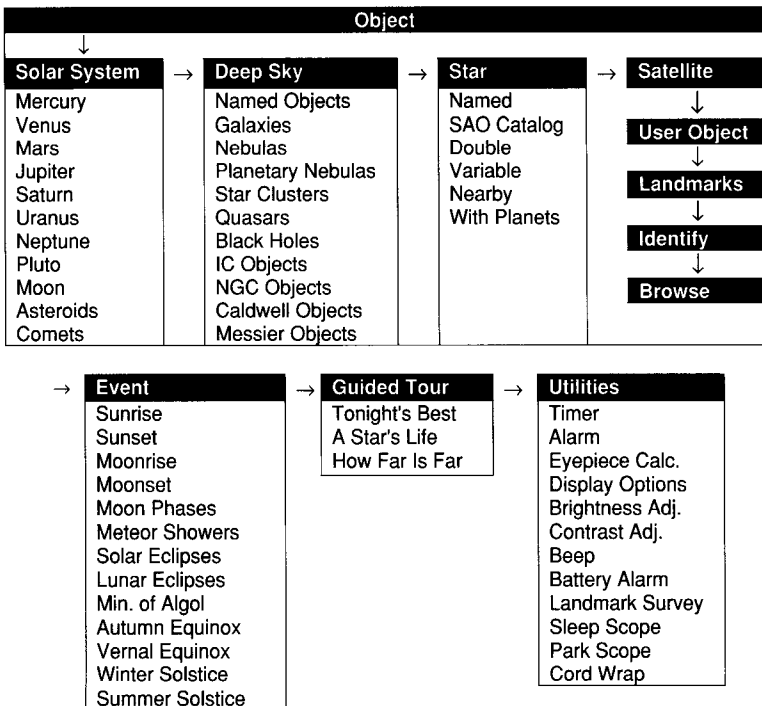 Object
Solar System
Mercury
Venus
Mars
Jupiter
Saturn
Uranus
Neptune
Pluto
Moon
Asteroids
Comets
Deep Sky
Named Objects
Galaxies
Nebulas
Planetary Nebulas
Star Clusters
Quasars
Black Holes
IC Objects
NGC Objects
Caldwell Objects
Messier Objects
Star
Named
SAO Catalog
Double
Variable
Nearby
With Planets
Satellite
User Object
Landmarks
Identify
Browse
Event
Sunrise
Sunset
Moonrise
Moonset
Moon Phases
Meteor Showers
Solar Eclipses
Lunar Eclipses
Min. of Algol
Autumn Equinox
Vernal Equinox
Winter Solstice
Summer Solstice
Guided Tour
Tonight's Best
A Star's Life
How Far Is Far
Utilities
Timer
Alarm
Eyepiece Calc.
Display Options
Brightness Adj.
Contrast Adj.
Beep
Battery Alarm
Landmark Survey
Sleep Scope
Park Scope
Cord Wrap